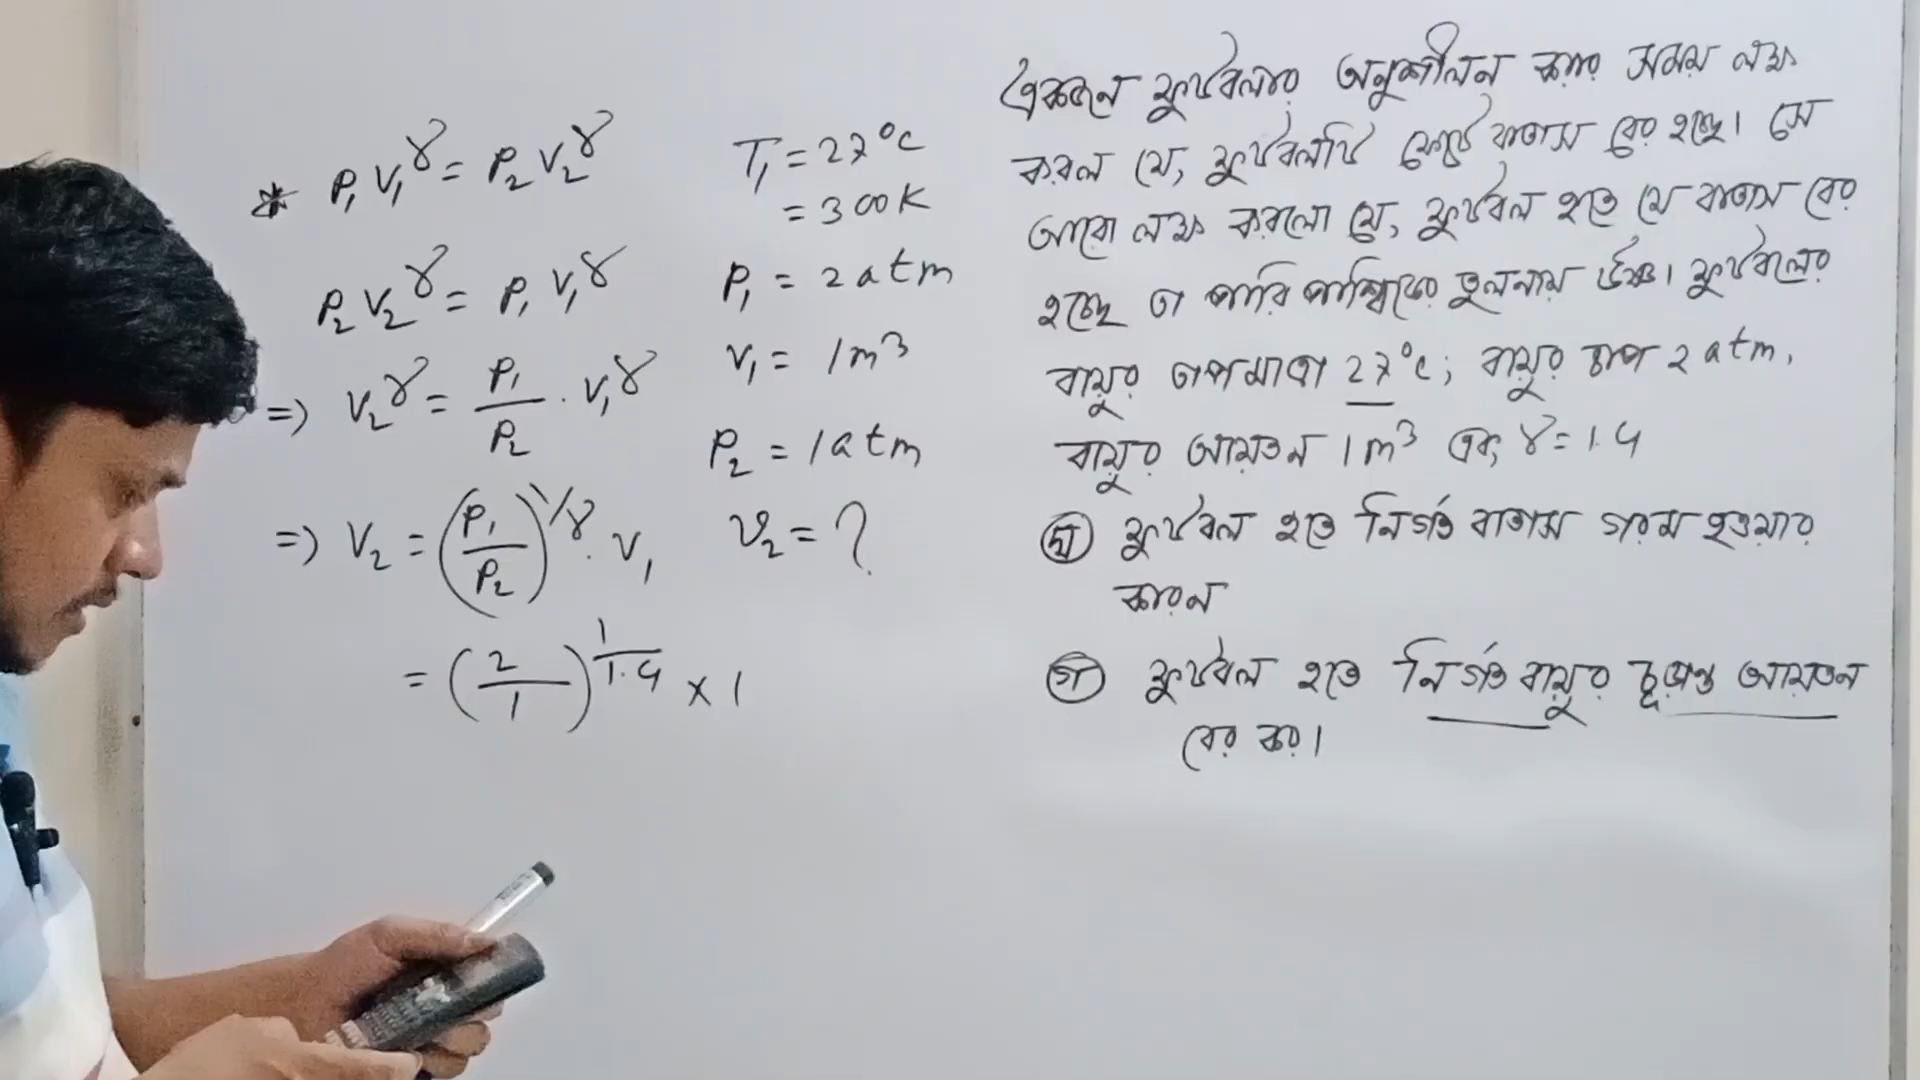 * P₁V₁^γ = P₂V₂^γ
P₂V₂^γ = P₁V₁^γ
=) V₂^γ = P₁/P₂ · V₁^γ
=) V₂ = (P₁/P₂)^1/γ · V₁
= (2/1)^1/1.4 × 1
T₁ = 27°C
= 300K
P₁ = 2atm
V₁ = 1m³
P₂ = 1atm
V₂ = ?
একজন ফুটবলার অনুশীলন করার সময় লক্ষ্য
করল যে, ফুটবলটি ফেটে বাতাস বের হচ্ছে। সে
আরো লক্ষ্য করলো যে, ফুটবল হতে যে বাতাস বের
হচ্ছে তা পারিপার্শ্বিকের তুলনায় উষ্ণ। ফুটবলের
বায়ুর তাপমাত্রা 27°C; বায়ুর চাপ 2atm,
বায়ুর আয়তন 1m³ এবং γ=1.4
ঘ ফুটবল হতে নির্গত বাতাস গরম হওয়ার
কারন
গ ফুটবল হতে নির্গত বায়ুর চূড়ান্ত আয়তন
বের কর।